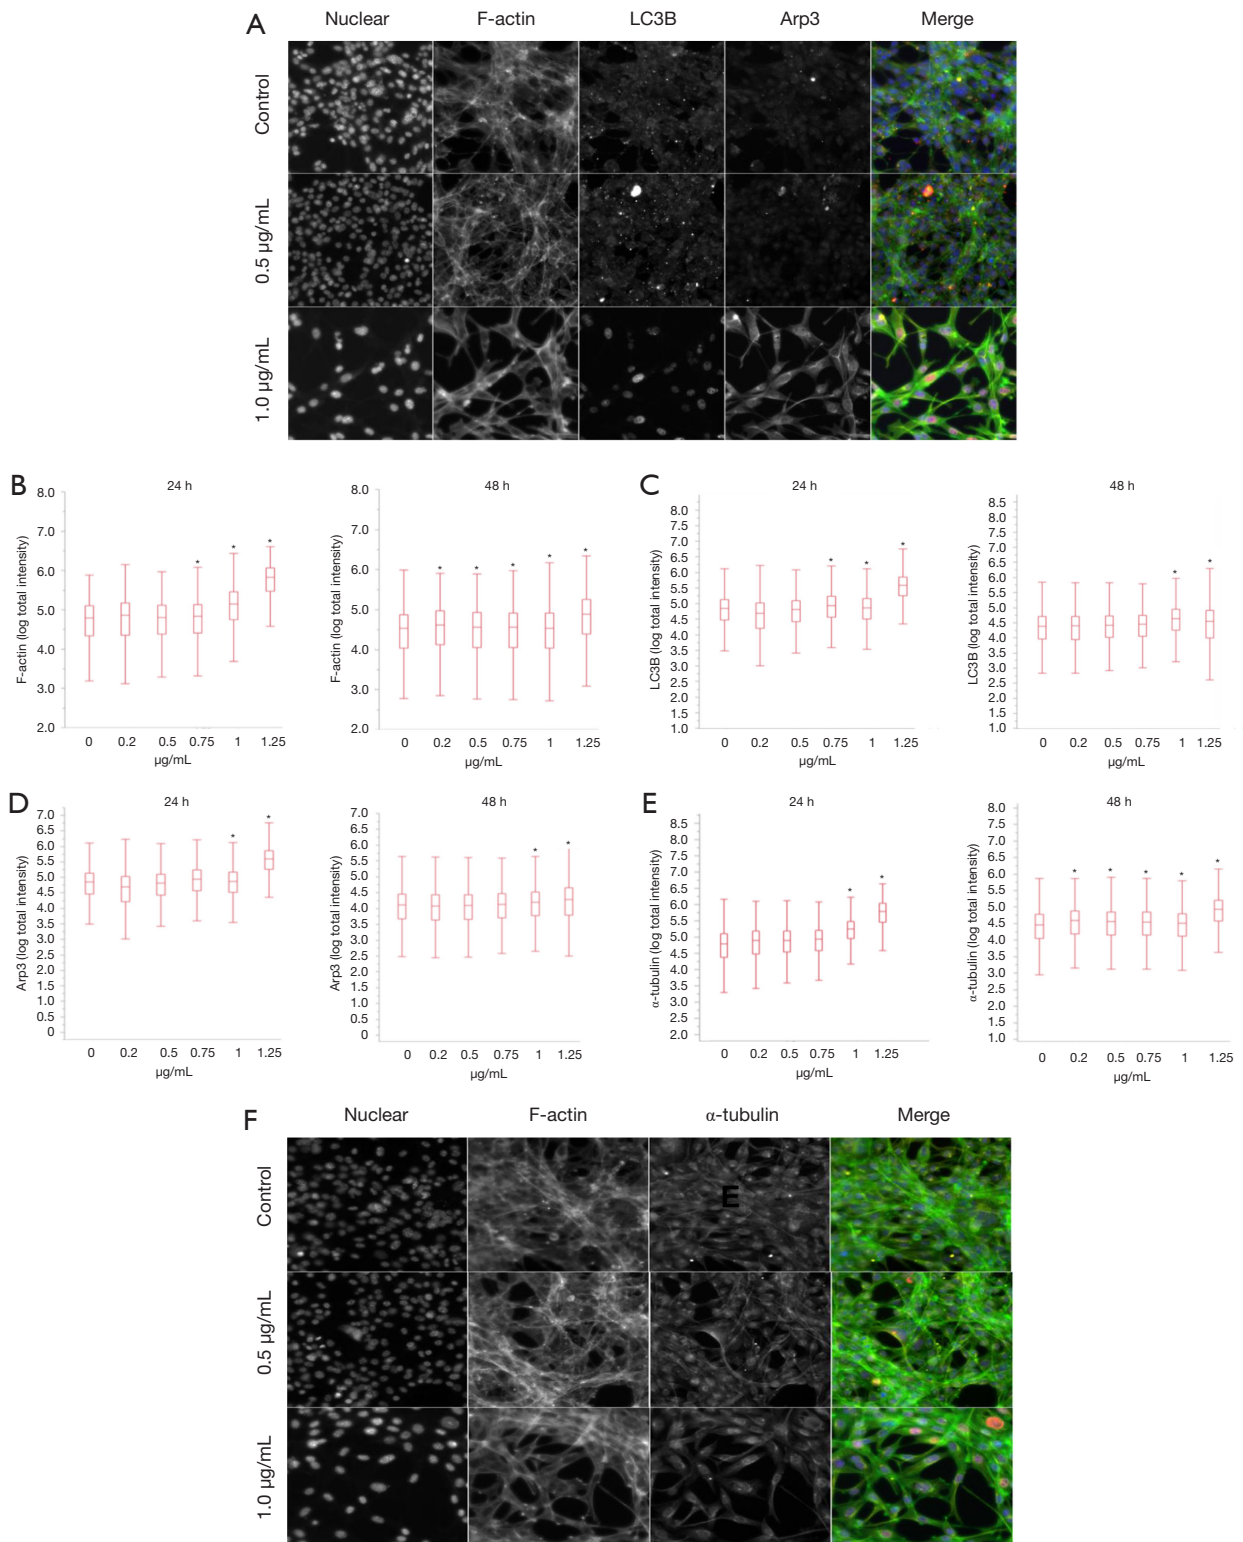 A
Nuclear F-actin LC3B Arp3 Merge
Control
0.5 µg/mL
1.0 µg/mL
B
24 h
F-actin (log total intensity)
8.0
7.0
6.0
5.0
4.0
3.0
2.0
* * *
0 0.2 0.5 0.75 1 1.25
µg/mL
48 h
F-actin (log total intensity)
8.0
7.0
6.0
5.0
4.0
3.0
2.0
* * * * *
0 0.2 0.5 0.75 1 1.25
µg/mL
C
24 h
LC3B (log total intensity)
8.0
7.5
7.0
6.5
6.0
5.5
5.0
4.5
4.0
3.5
3.0
2.5
2.0
1.5
1.0
* * *
0 0.2 0.5 0.75 1 1.25
µg/mL
48 h
LC3B (log total intensity)
8.5
8.0
7.5
7.0
6.5
6.0
5.5
5.0
4.5
4.0
3.5
3.0
2.5
2.0
1.5
1.0
* *
0 0.2 0.5 0.75 1 1.25
µg/mL
D
24 h
Arp3 (log total intensity)
7.0
6.5
6.0
5.5
5.0
4.5
4.0
3.5
3.0
2.5
2.0
1.5
1.0
0.5
0
* *
0 0.2 0.5 0.75 1 1.25
µg/mL
48 h
Arp3 (log total intensity)
7.0
6.5
6.0
5.5
5.0
4.5
4.0
3.5
3.0
2.5
2.0
1.5
1.0
0.5
0
* *
0 0.2 0.5 0.75 1 1.25
µg/mL
E
24 h
α-tubulin (log total intensity)
8.5
8.0
7.5
7.0
6.5
6.0
5.5
5.0
4.5
4.0
3.5
3.0
2.5
2.0
* *
0 0.2 0.5 0.75 1 1.25
µg/mL
48 h
α-tubulin (log total intensity)
8.0
7.5
7.0
6.5
6.0
5.5
5.0
4.5
4.0
3.5
3.0
2.5
2.0
1.5
1.0
* * * * *
0 0.2 0.5 0.75 1 1.25
µg/mL
F
Nuclear F-actin α-tubulin Merge
Control
E
0.5 µg/mL
1.0 µg/mL